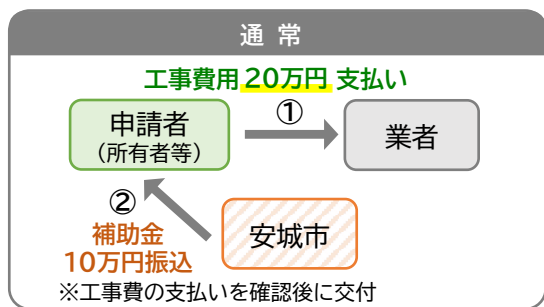 通常
工事費用20万円 支払い
①
申請者
（所有者等）
業者
②
補助金
10万円振込
安城市
※工事費の支払いを確認後に交付